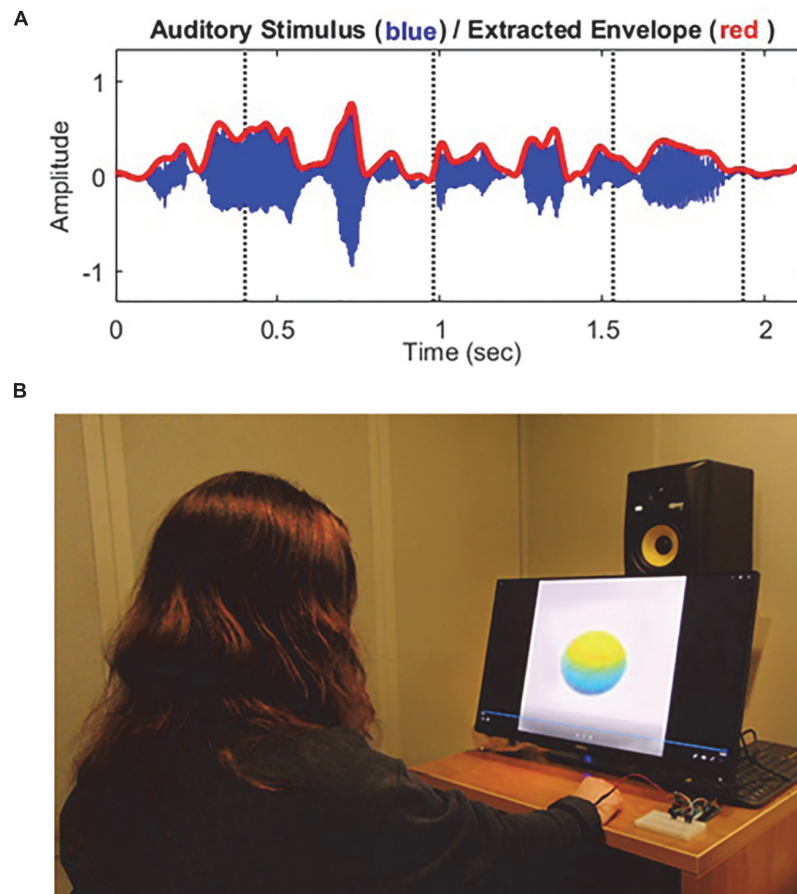 A
Auditory Stimulus (blue) / Extracted Envelope (red )
Amplitude
1
0
-1
0
0.5
1
1.5
2
Time (sec)
B